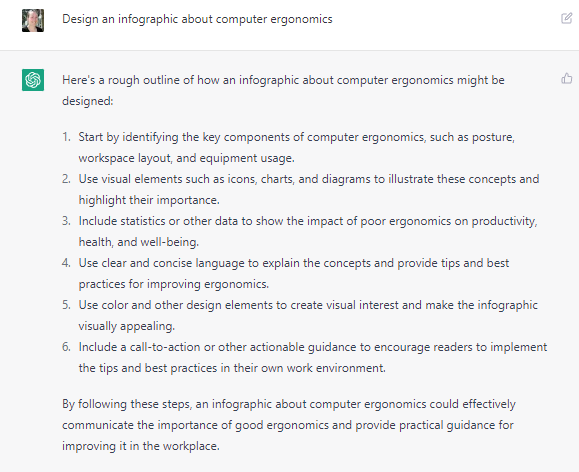 Design an infographic about computer ergonomics
Here's a rough outline of how an infographic about computer ergonomics might be
designed:
1. Start by identifying the key components of computer ergonomics, such as posture,
workspace layout, and equipment usage.
2. Use visual elements such as icons, charts, and diagrams to illustrate these concepts and
highlight their importance.
3. Include statistics or other data to show the impact of poor ergonomics on productivity,
health, and well-being.
4. Use clear and concise language to explain the concepts and provide tips and best
practices for improving ergonomics.
5. Use color and other design elements to create visual interest and make the infographic
visually appealing.
6. Include a call-to-action or other actionable guidance to encourage readers to implement
the tips and best practices in their own work environment.
By following these steps, an infographic about computer ergonomics could effectively
communicate the importance of good ergonomics and provide practical guidance for
improving it in the workplace.